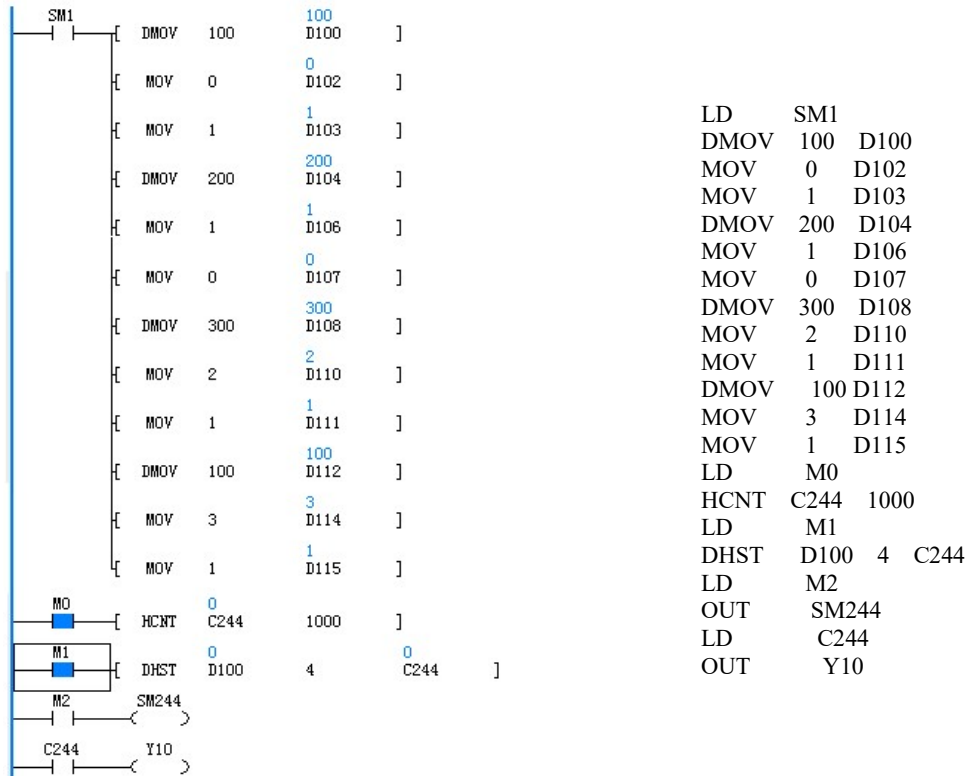 SM1
100
DMOV 100 D100 ]
0
MOV 0 D102 ]
1
MOV 1 D103 ]
200
DMOV 200 D104 ]
1
MOV 1 D106 ]
0
MOV 0 D107 ]
300
DMOV 300 D108 ]
2
MOV 2 D110 ]
1
MOV 1 D111 ]
100
DMOV 100 D112 ]
3
MOV 3 D114 ]
1
MOV 1 D115 ]
M0 0
HCNT C244 1000 ]
M1 0 0
DHST D100 4 C244 ]
M2 SM244
C244 Y10
LD SM1
DMOV 100 D100
MOV 0 D102
MOV 1 D103
DMOV 200 D104
MOV 1 D106
MOV 0 D107
DMOV 300 D108
MOV 2 D110
MOV 1 D111
DMOV 100 D112
MOV 3 D114
MOV 1 D115
LD M0
HCNT C244 1000
LD M1
DHST D100 4 C244
LD M2
OUT SM244
LD C244
OUT Y10